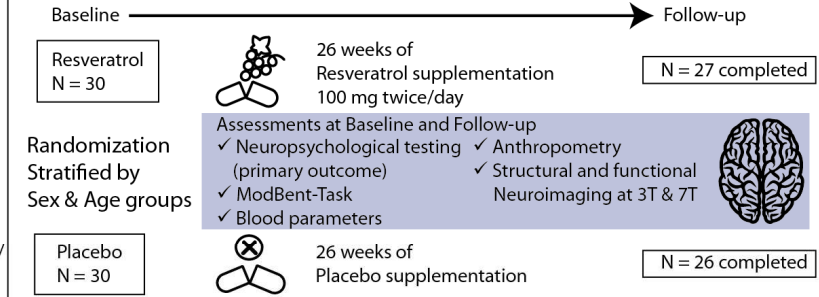 Baseline
Follow-up
Resveratrol
N = 30
26 weeks of
Resveratrol supplementation
100 mg twice/day
N = 27 completed
Randomization
Stratified by
Sex & Age groups
Assessments at Baseline and Follow-up
✓ Neuropsychological testing
(primary outcome)
✓ ModBent-Task
✓ Blood parameters
✓ Anthropometry
✓ Structural and functional
Neuroimaging at 3T & 7T
Placebo
N = 30
26 weeks of
Placebo supplementation
N = 26 completed